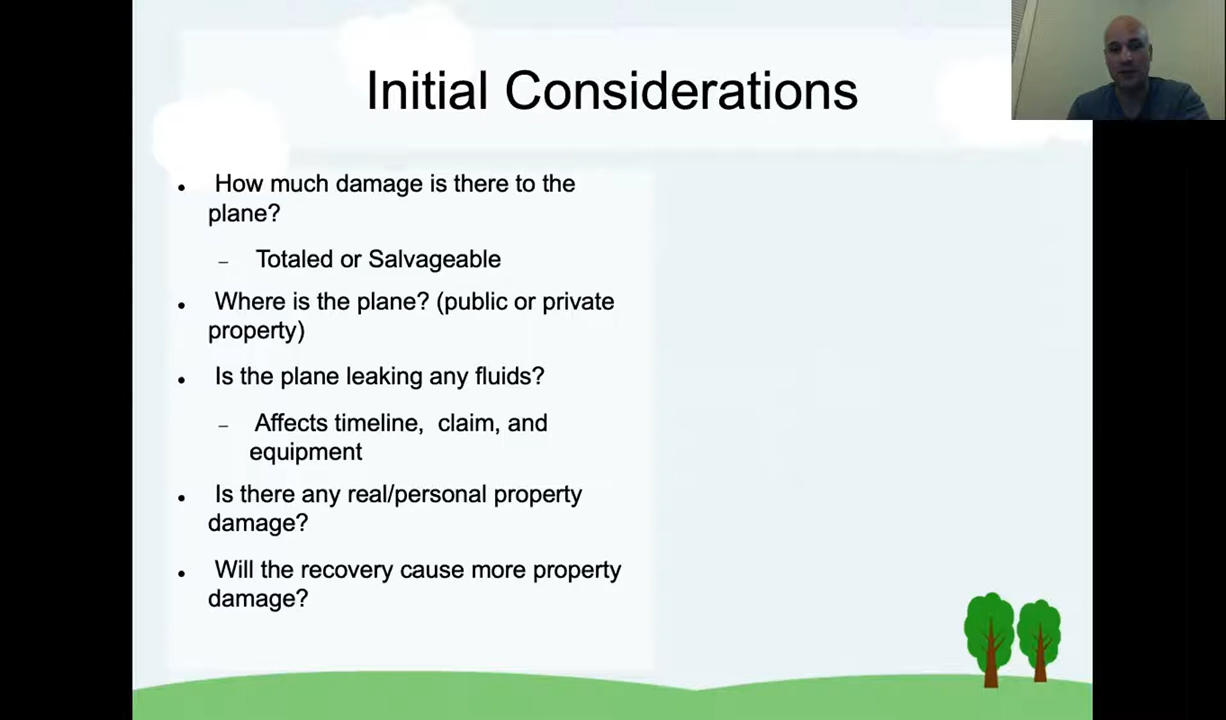 Initial Considerations
● How much damage is there to the
plane?
– Totaled or Salvageable
● Where is the plane? (public or private
property)
● Is the plane leaking any fluids?
– Affects timeline, claim, and
equipment
● Is there any real/personal property
damage?
● Will the recovery cause more property
damage?